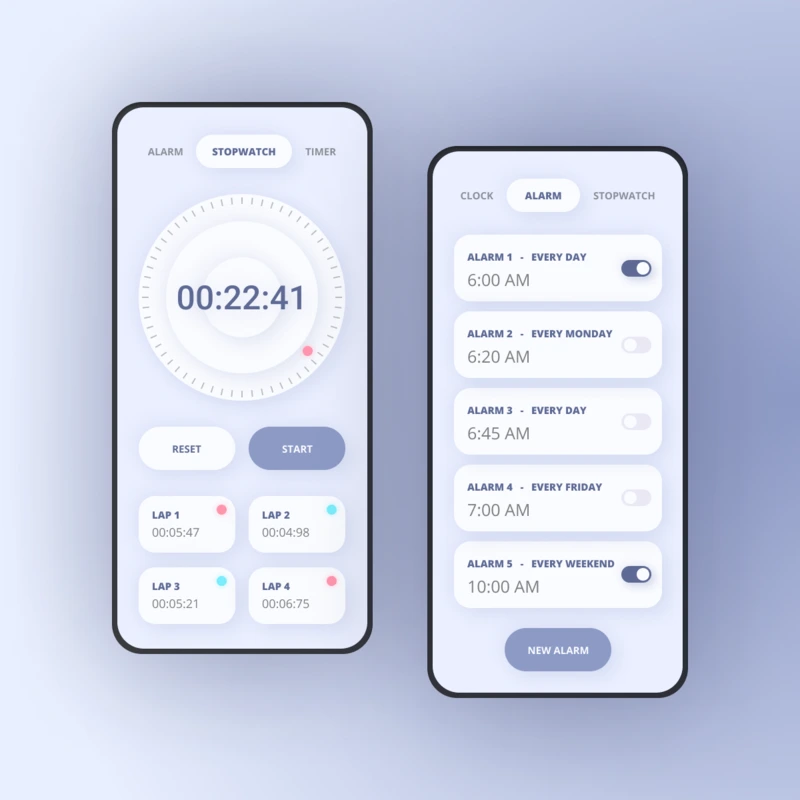 ALARM STOPWATCH TIMER
00:22:41
RESET START
LAP 1 LAP 2
00:05:47 00:04:98
LAP 3 LAP 4
00:05:21 00:06:75
CLOCK ALARM STOPWATCH
ALARM 1 - EVERY DAY
6:00 AM
ALARM 2 - EVERY MONDAY
6:20 AM
ALARM 3 - EVERY DAY
6:45 AM
ALARM 4 - EVERY FRIDAY
7:00 AM
ALARM 5 - EVERY WEEKEND
10:00 AM
NEW ALARM